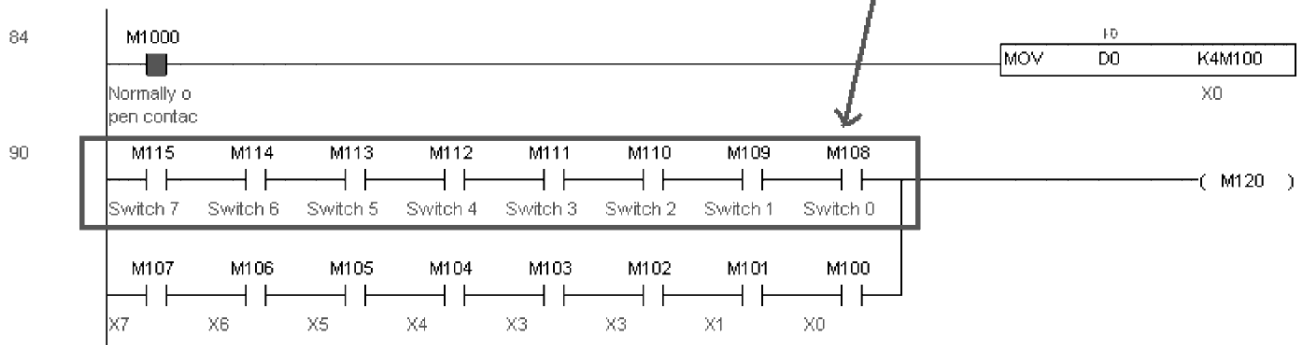 84 M1000
MOV D0 K4M100
Normally o X0
pen contac
90 M115 M114 M113 M112 M111 M110 M109 M108
( M120 )
Switch 7 Switch 6 Switch 5 Switch 4 Switch 3 Switch 2 Switch 1 Switch 0
M107 M106 M105 M104 M103 M102 M101 M100
X7 X6 X5 X4 X3 X3 X1 X0